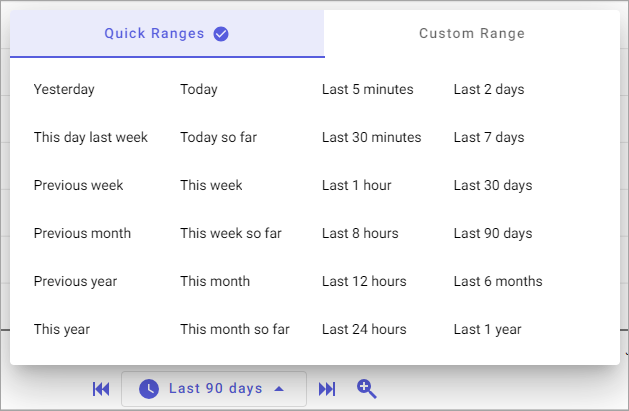 Quick Ranges
Custom Range
Yesterday Today Last 5 minutes Last 2 days
This day last week Today so far Last 30 minutes Last 7 days
Previous week This week Last 1 hour Last 30 days
Previous month This week so far Last 8 hours Last 90 days
Previous year This month Last 12 hours Last 6 months
This year This month so far Last 24 hours Last 1 year
Last 90 days